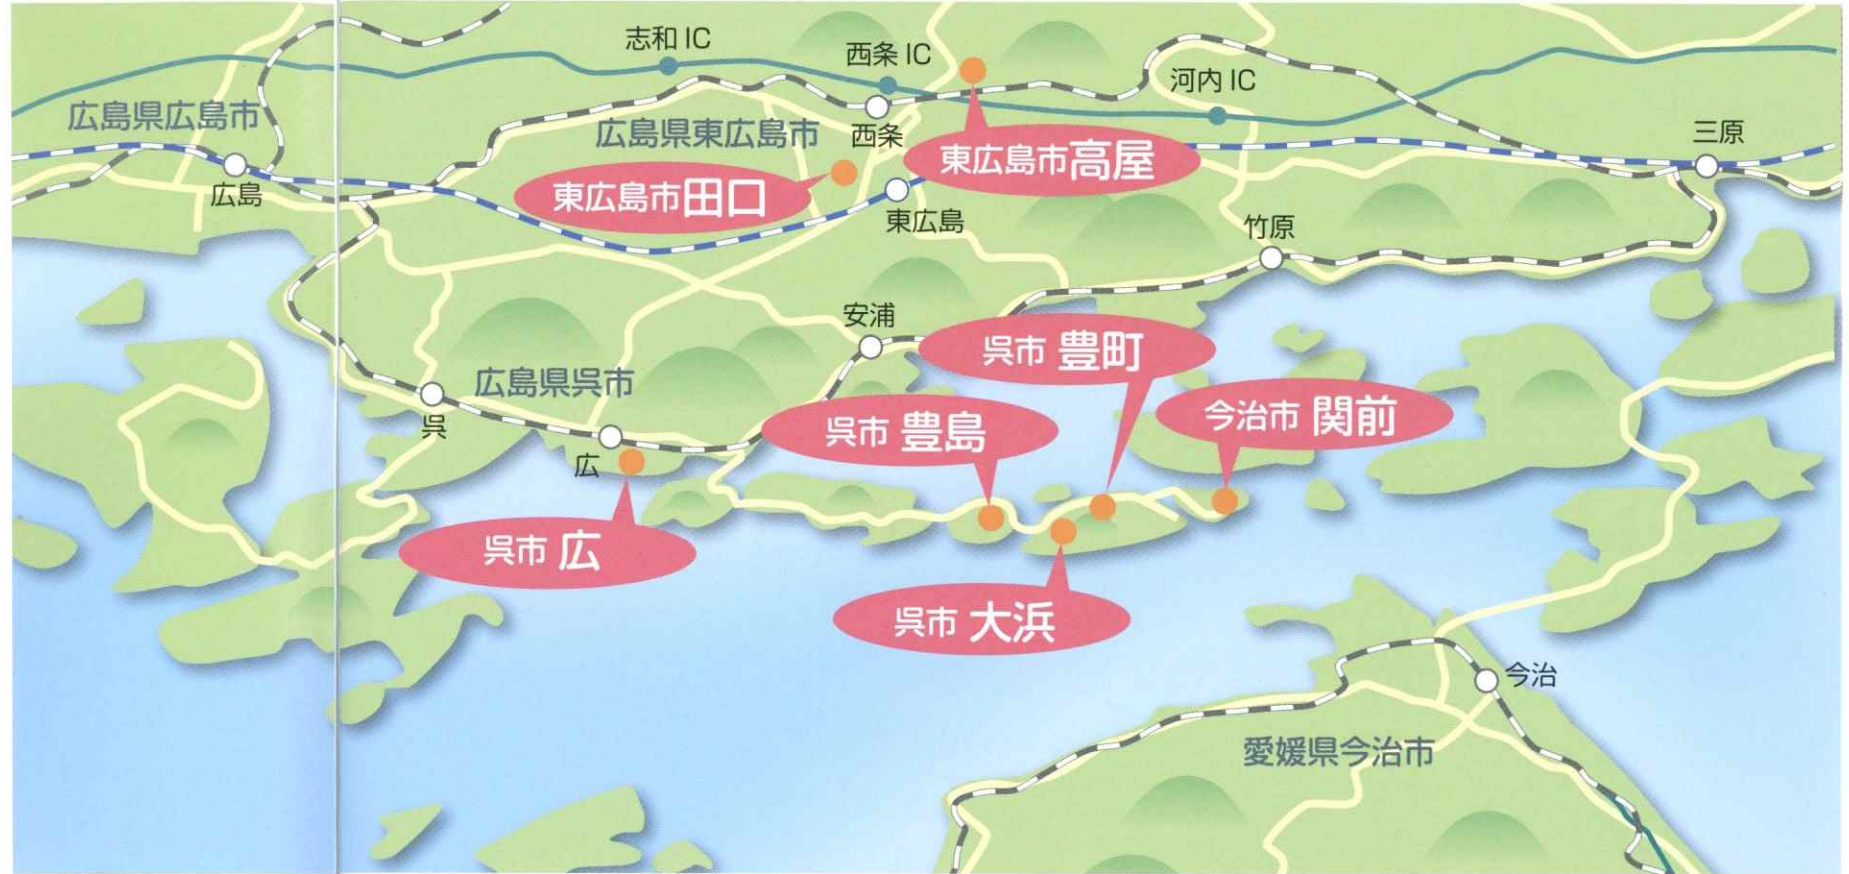 志和 IC
西条 IC
河内 IC
広島県広島市
広島県東広島市
西条
三原
東広島市高屋
広島
東広島市田口
東広島
竹原
安浦
呉市 豊町
広島県呉市
呉
呉市 豊島
今治市 関前
広
呉市 広
呉市 大浜
今治
愛媛県今治市